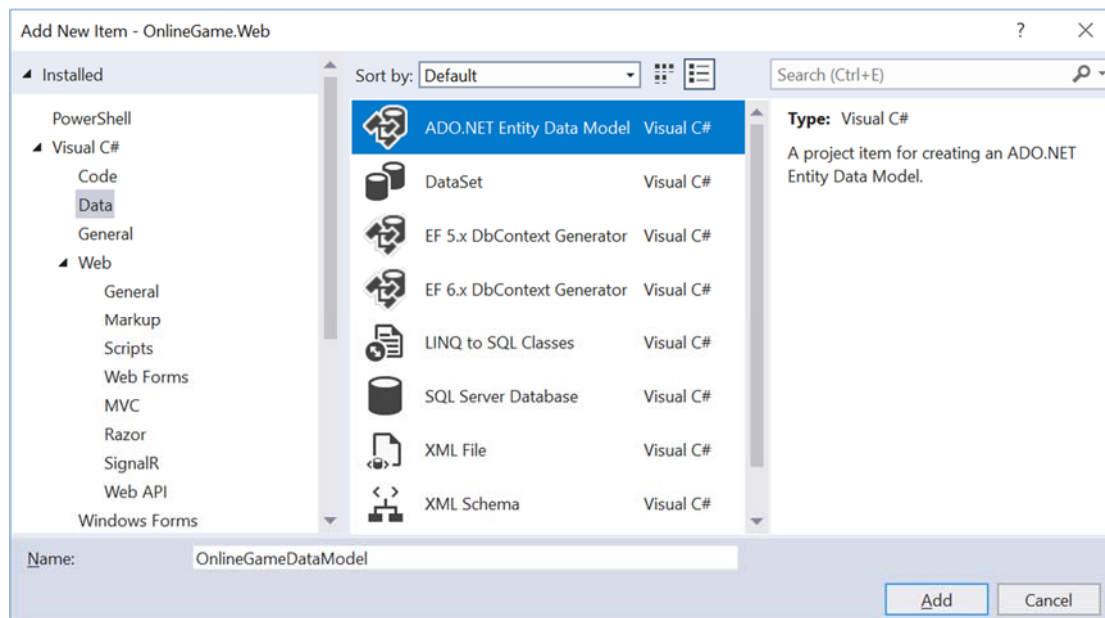 Add New Item - OnlineGame.Web
?
Installed
Sort by: Default
Search (Ctrl+E)
PowerShell
Visual C#
Code
Data
General
Web
General
Markup
Scripts
Web Forms
MVC
Razor
SignalR
Web API
Windows Forms
ADO.NET Entity Data Model Visual C#
DataSet Visual C#
EF 5.x DbContext Generator Visual C#
EF 6.x DbContext Generator Visual C#
LINQ to SQL Classes Visual C#
SQL Server Database Visual C#
XML File Visual C#
XML Schema Visual C#
Type: Visual C#
A project item for creating an ADO.NET
Entity Data Model.
Name: OnlineGameDataModel
Add Cancel